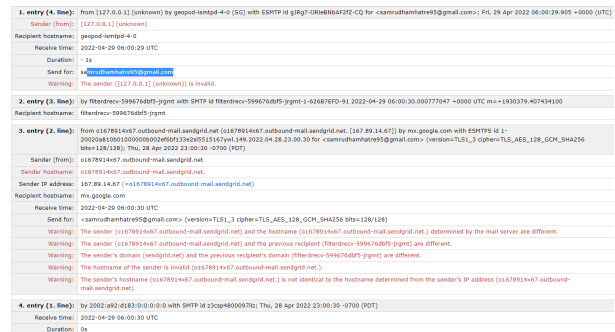 1. entry (4. line): from [127.0.0.1] (unknown) by geopod-ismtpd-4-0 (SG) with ESMTP id gJRg7-lJRIeBNbAF2fZ-CQ for <samrudhamhatre95@gmail.com>; Fri, 29 Apr 2022 06:00:29.905 +0000 (UTC)
Sender (from): [127.0.0.1] (unknown)
Recipient hostname: geopod-ismtpd-4-0
Receive time: 2022-04-29 06:00:29 UTC
Duration: - 1s
Send for: samrudhamhatre95@gmail.com
Warning: The sender ([127.0.0.1] (unknown)) is invalid.
2. entry (3. line): by filterdrecv-599676dbf5-jrgmt with SMTP id filterdrecv-599676dbf5-jrgmt-1-626B7EFD-91 2022-04-29 06:00:30.000777047 +0000 UTC m=+1930379.407434100
Recipient hostname: filterdrecv-599676dbf5-jrgmt
3. entry (2. line): from o1678914x67.outbound-mail.sendgrid.net (o1678914x67.outbound-mail.sendgrid.net. [167.89.14.67]) by mx.google.com with ESMTPS id 1-
20020a810b01000000b002ef6bf133e2si5515167ywl.149.2022.04.28.23.00.30 for <samrudhamhatre95@gmail.com> (version=TLS1_3 cipher=TLS_AES_128_GCM_SHA256
bits=128/128); Thu, 28 Apr 2022 23:00:30 -0700 (PDT)
Sender (from): o1678914x67.outbound-mail.sendgrid.net
Sender hostname: o1678914x67.outbound-mail.sendgrid.net.
Sender IP address: 167.89.14.67 (=o1678914x67.outbound-mail.sendgrid.net)
Recipient hostname: mx.google.com
Receive time: 2022-04-29 06:00:30 UTC
Send for: <samrudhamhatre95@gmail.com> (version=TLS1_3 cipher=TLS_AES_128_GCM_SHA256 bits=128/128)
Warning: The sender (o1678914x67.outbound-mail.sendgrid.net) and the hostname (o1678914x67.outbound-mail.sendgrid.net.) determined by the mail server are different.
Warning: The sender (o1678914x67.outbound-mail.sendgrid.net) and the previous recipient (filterdrecv-599676dbf5-jrgmt) are different.
Warning: The sender's domain (sendgrid.net) and the previous recipient's domain (filterdrecv-599676dbf5-jrgmt) are different.
Warning: The hostname of the sender is invalid (o1678914x67.outbound-mail.sendgrid.net.).
Warning: The sender's hostname (o1678914x67.outbound-mail.sendgrid.net.) is not identical to the hostname determined from the sender's IP address (o1678914x67.outbound-
mail.sendgrid.net).
4. entry (1. line): by 2002:a92:d183:0:0:0:0:0 with SMTP id z3csp4800097ilz; Thu, 28 Apr 2022 23:00:30 -0700 (PDT)
Receive time: 2022-04-29 06:00:30 UTC
Duration: 0s